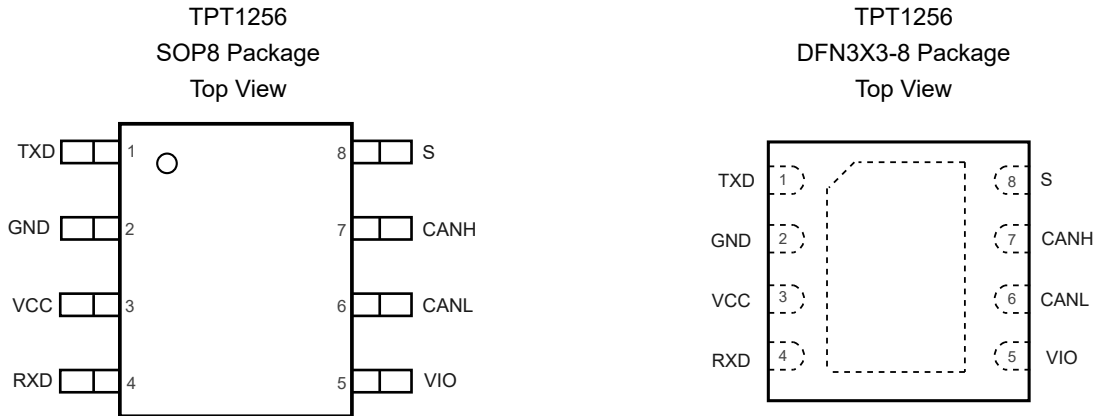 TPT1256
SOP8 Package
Top View
TXD 1 8 S
GND 2 7 CANH
VCC 3 6 CANL
RXD 4 5 VIO
TPT1256
DFN3X3-8 Package
Top View
TXD 1 8 S
GND 2 7 CANH
VCC 3 6 CANL
RXD 4 5 VIO